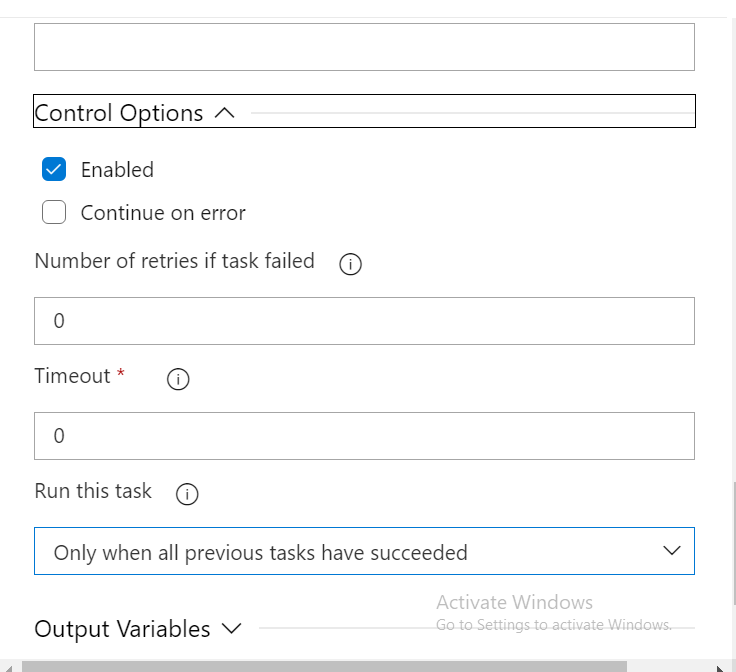 Control Options
Enabled
Continue on error
Number of retries if task failed
0
Timeout *
0
Run this task
Only when all previous tasks have succeeded
Activate Windows
Go to Settings to activate Windows.
Output Variables